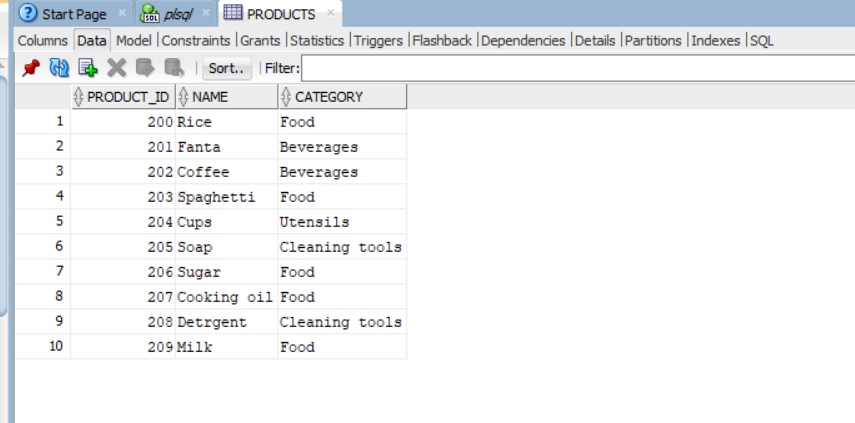 Start Page plsql PRODUCTS
Columns Data Model Constraints Grants Statistics Triggers Flashback Dependencies Details Partitions Indexes SQL
Sort.. Filter:
PRODUCT_ID NAME CATEGORY
1 200 Rice Food
2 201 Fanta Beverages
3 202 Coffee Beverages
4 203 Spaghetti Food
5 204 Cups Utensils
6 205 Soap Cleaning tools
7 206 Sugar Food
8 207 Cooking oil Food
9 208 Detrgent Cleaning tools
10 209 Milk Food